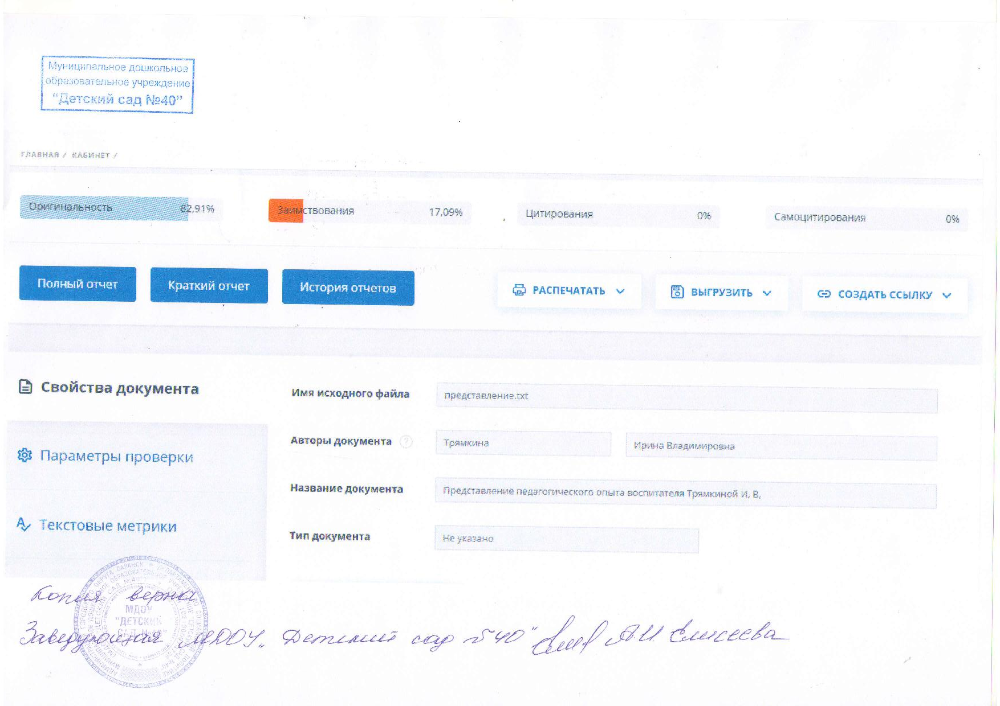 Муниципальное дошкольное
образовательное учреждение
"Детский сад №40"
ГЛАВНАЯ / КАБИНЕТ /
Оригинальность 82,91% Заимствования 17,09% Цитирования 0% Самоцитирования 0%
Полный отчет Краткий отчет История отчетов РАСПЕЧАТАТЬ ВЫГРУЗИТЬ СОЗДАТЬ ССЫЛКУ
Свойства документа
Имя исходного файла представление.txt
Авторы документа ? Трямкина Ирина Владимировна
Параметры проверки
Название документа Представление педагогического опыта воспитателя Трямкиной И, В,
Текстовые метрики
Тип документа Не указано
Копия верна
МДОУ
"ДЕТСКИЙ
САД №40"
Заведующая МДОУ „Детский сад №40" А.И. Елисеева